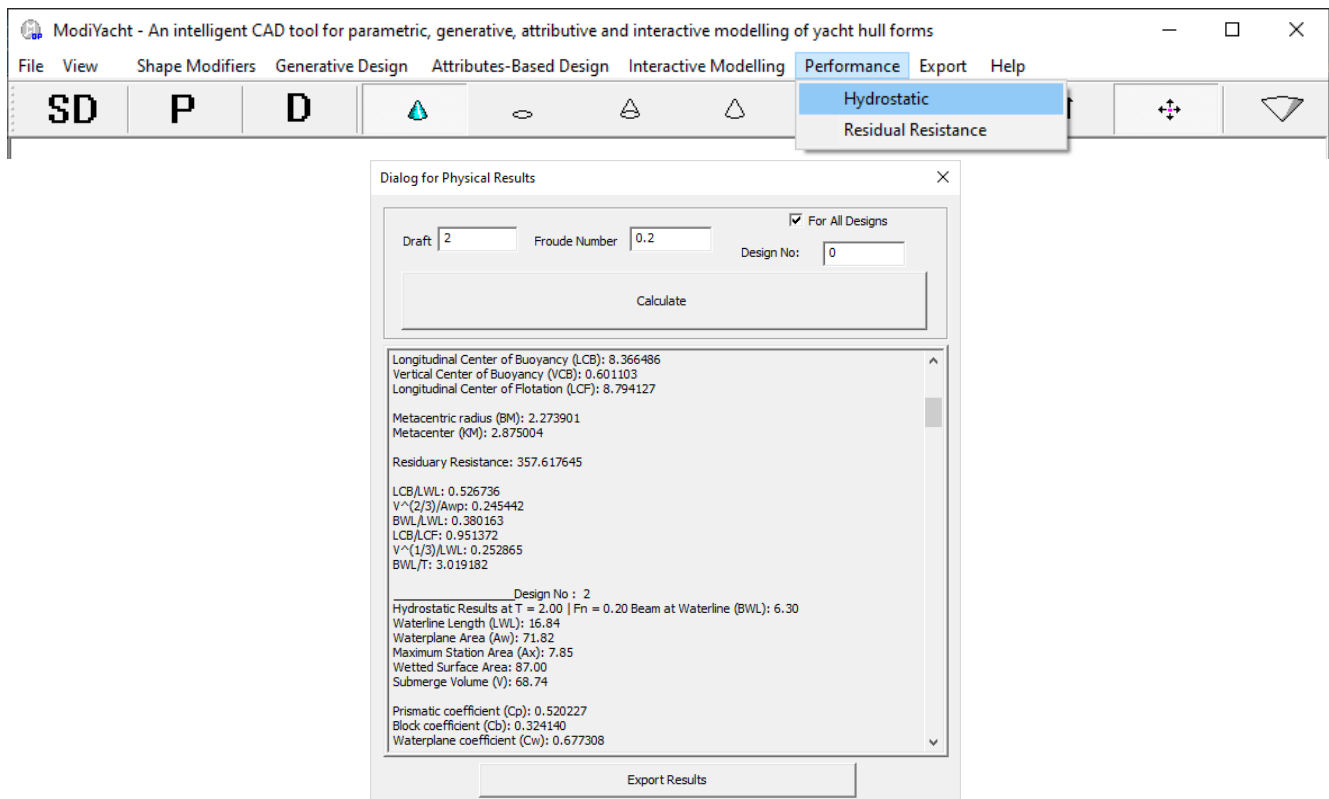 ModiYacht - An intelligent CAD tool for parametric, generative, attributive and interactive modelling of yacht hull forms
File View Shape Modifiers Generative Design Attributes-Based Design Interactive Modelling Performance Export Help
SD P D
Hydrostatic
Residual Resistance
Dialog for Physical Results
For All Designs
Draft 2 Froude Number 0.2
Design No: 0
Calculate
Longitudinal Center of Buoyancy (LCB): 8.366486
Vertical Center of Buoyancy (VCB): 0.601103
Longitudinal Center of Flotation (LCF): 8.794127
Metacentric radius (BM): 2.273901
Metacenter (KM): 2.875004
Residuary Resistance: 357.617645
LCB/LWL: 0.526736
V^(2/3)/Awp: 0.245442
BWL/LWL: 0.380163
LCB/LCF: 0.951372
V^(1/3)/LWL: 0.252865
BWL/T: 3.019182
__________________Design No : 2
Hydrostatic Results at T = 2.00 | Fn = 0.20 Beam at Waterline (BWL): 6.30
Waterline Length (LWL): 16.84
Waterplane Area (Aw): 71.82
Maximum Station Area (Ax): 7.85
Wetted Surface Area: 87.00
Submerge Volume (V): 68.74
Prismatic coefficient (Cp): 0.520227
Block coefficient (Cb): 0.324140
Waterplane coefficient (Cw): 0.677308
Export Results